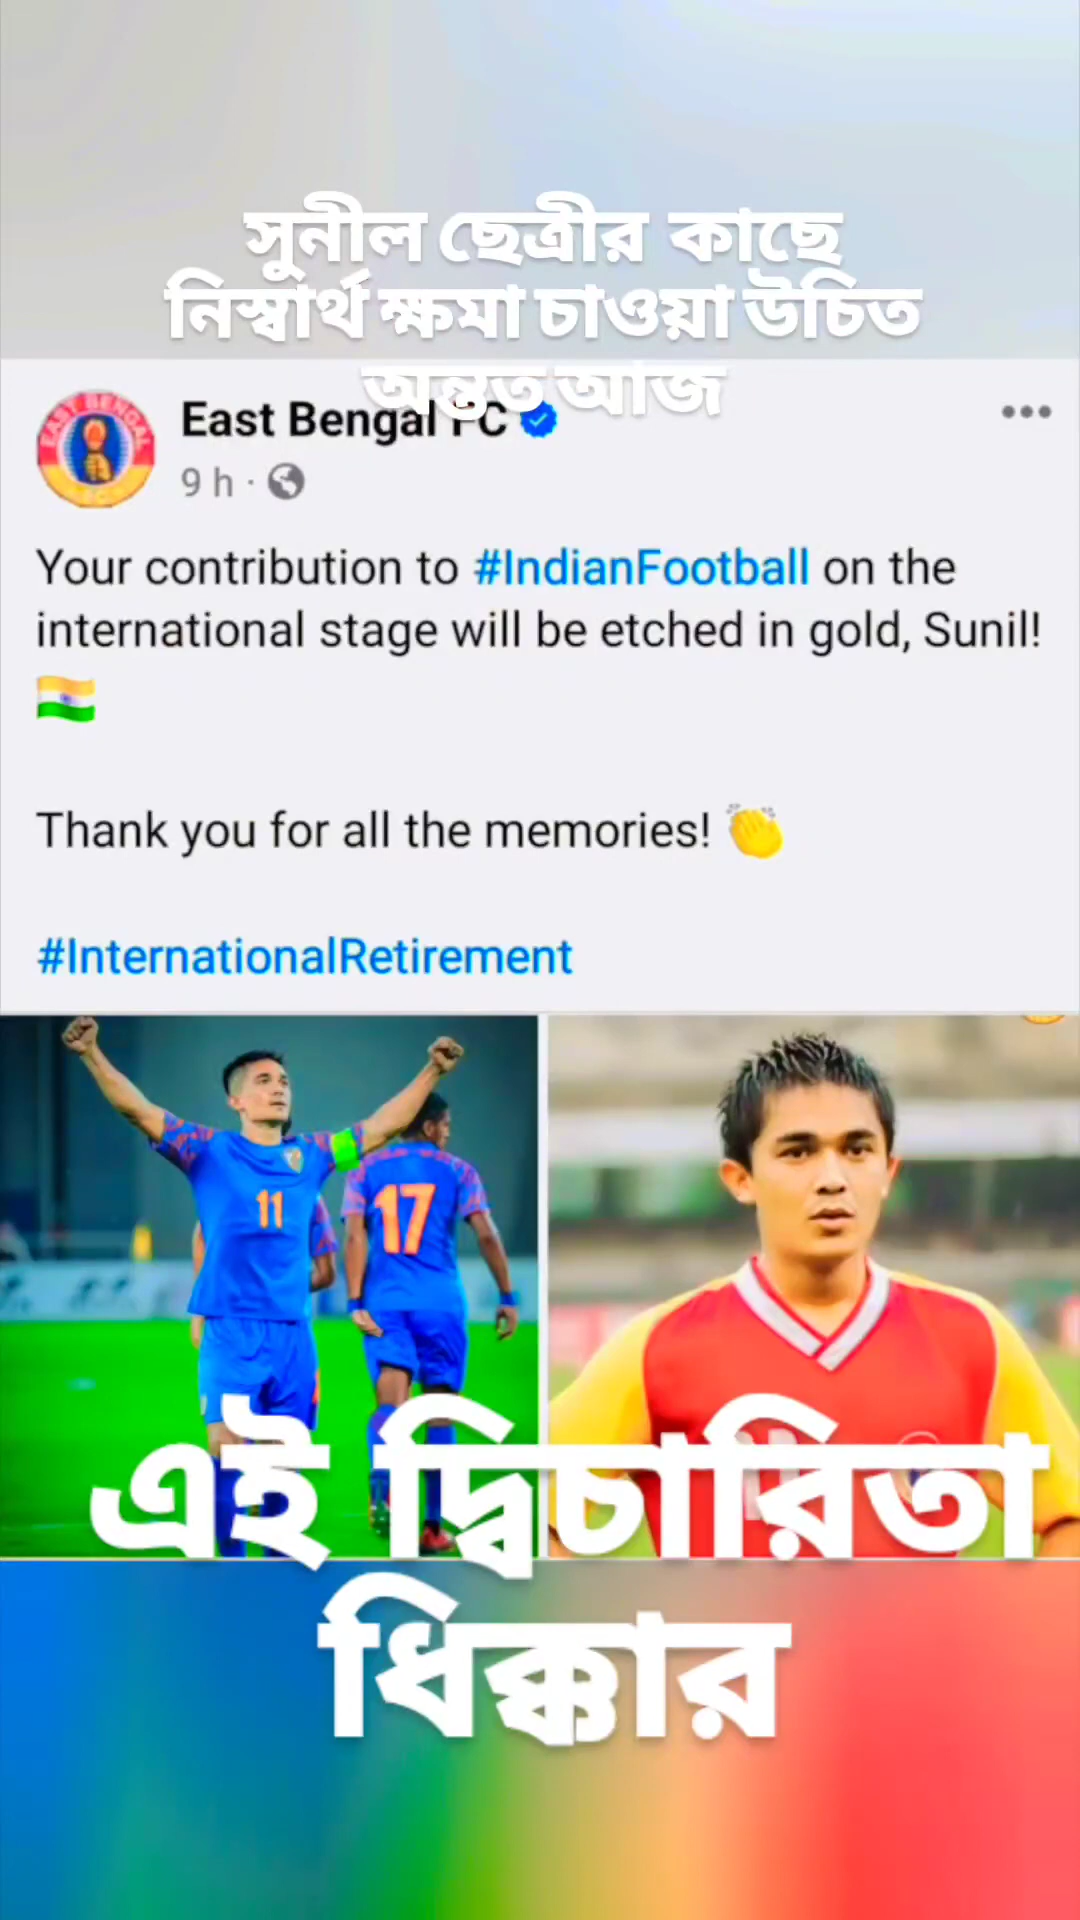 সুনীল ছেত্রীর কাছে
নিস্বার্থ ক্ষমা চাওয়া উচিত
অন্তত আজ
East Bengal FC
9 h ·
Your contribution to #IndianFootball on the
international stage will be etched in gold, Sunil!
Thank you for all the memories!
#InternationalRetirement
11
17
এই দ্বিচারিতা
ধিক্কার